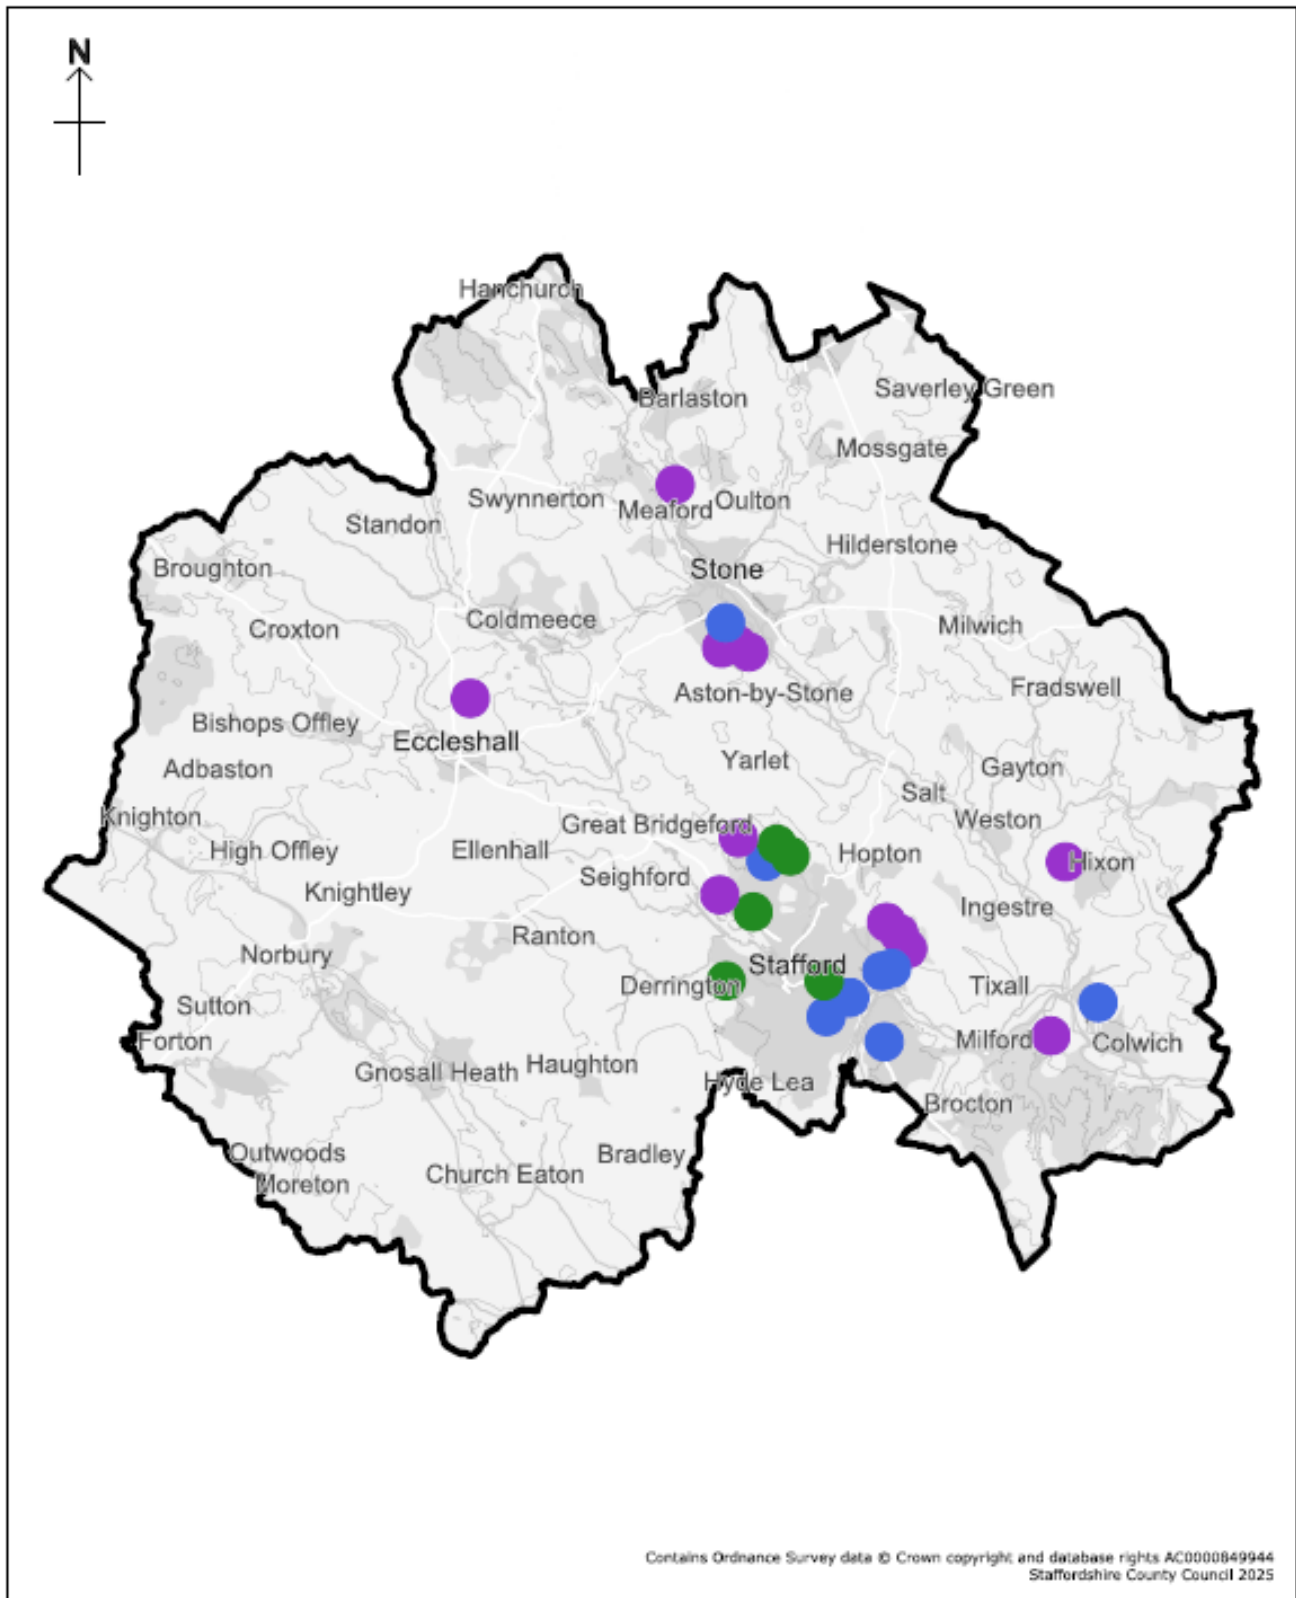 N
Hanchurch
Saverley Green
Barlaston
Mossgate
Swynnerton
Meaford
Oulton
Standon
Hilderstone
Broughton
Stone
Coldmeece
Croxton
Milwich
Fradswell
Aston-by-Stone
Bishops Offley
Eccleshall
Yarlet
Adbaston
Gayton
Salt
Knighton
Great Bridgeford
Weston
High Offley
Ellenhall
Hopton
Hixon
Seighford
Knightley
Ingestre
Ranton
Norbury
Stafford
Derrington
Tixall
Sutton
Forton
Milford
Colwich
Haughton
Gnosall Heath
Hyde Lea
Brocton
Outwoods
Bradley
Church Eaton
Moreton
Contains Ordnance Survey data © Crown copyright and database rights AC0000849944
Staffordshire County Council 2025